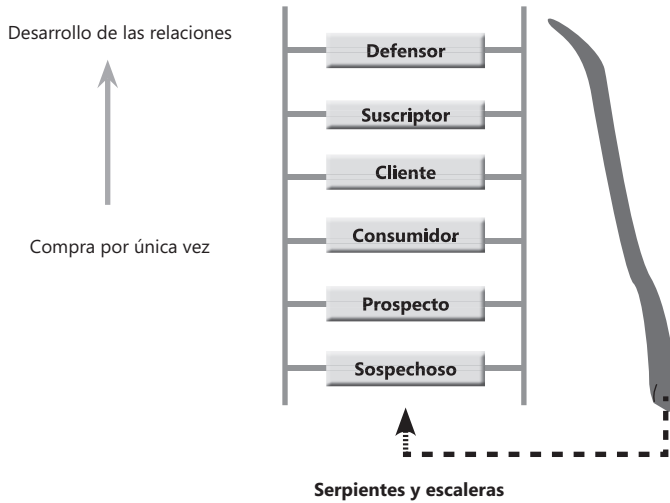 Desarrollo de las relaciones
Defensor
Suscriptor
Cliente
Compra por única vez
Consumidor
Prospecto
Sospechoso
Serpientes y escaleras